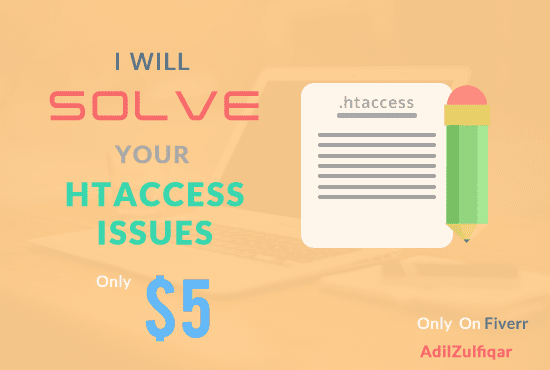 I WILL
SOLVE
YOUR
HTACCESS
ISSUES
Only $5
.htaccess
Only On Fiverr
AdilZulfiqar